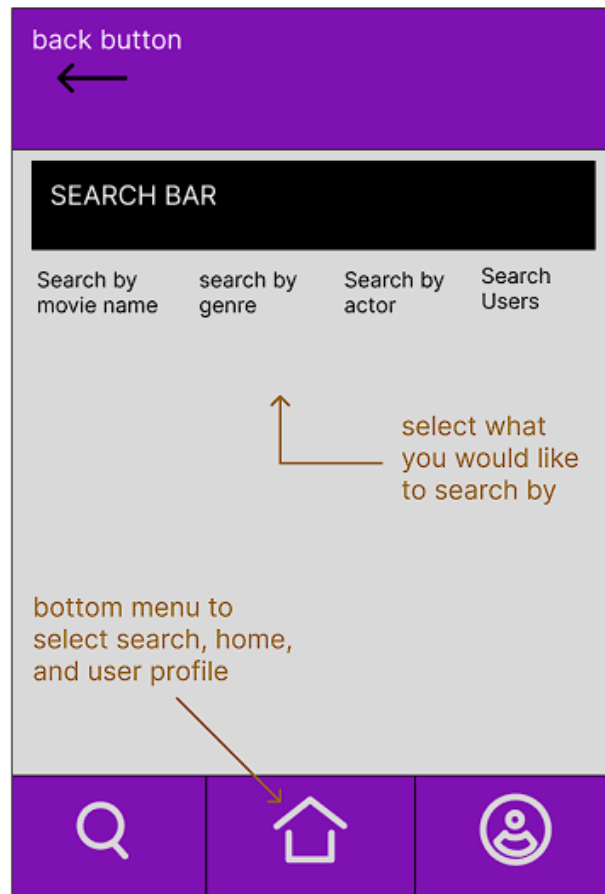 back button
SEARCH BAR
Search by
movie name
search by
genre
Search by
actor
Search
Users
select what
you would like
to search by
bottom menu to
select search, home,
and user profile